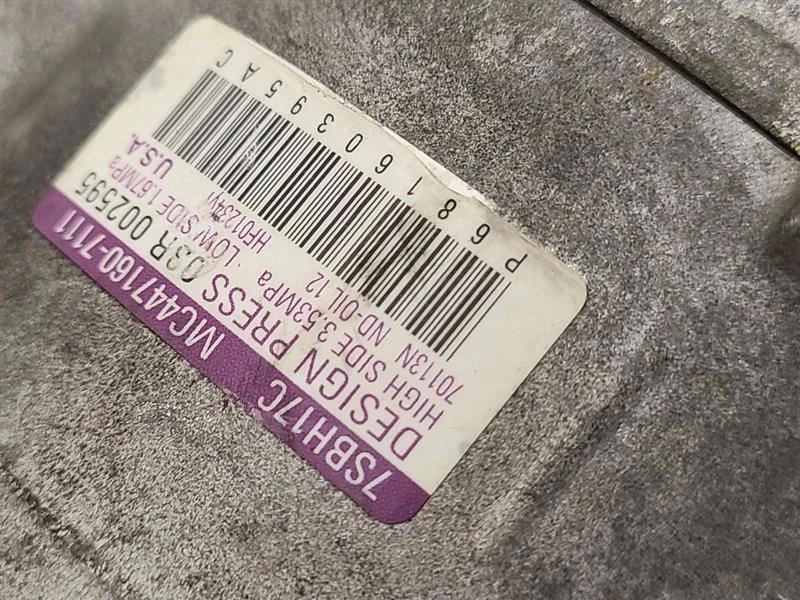 7SBH17C MC447160-7111
DESIGN PRESS 03R 002595
HIGH SIDE 3.53MPa LOW SIDE 1.67MPa
70113N ND-OIL 12 HF01234W U.S.A.
P68160395AC